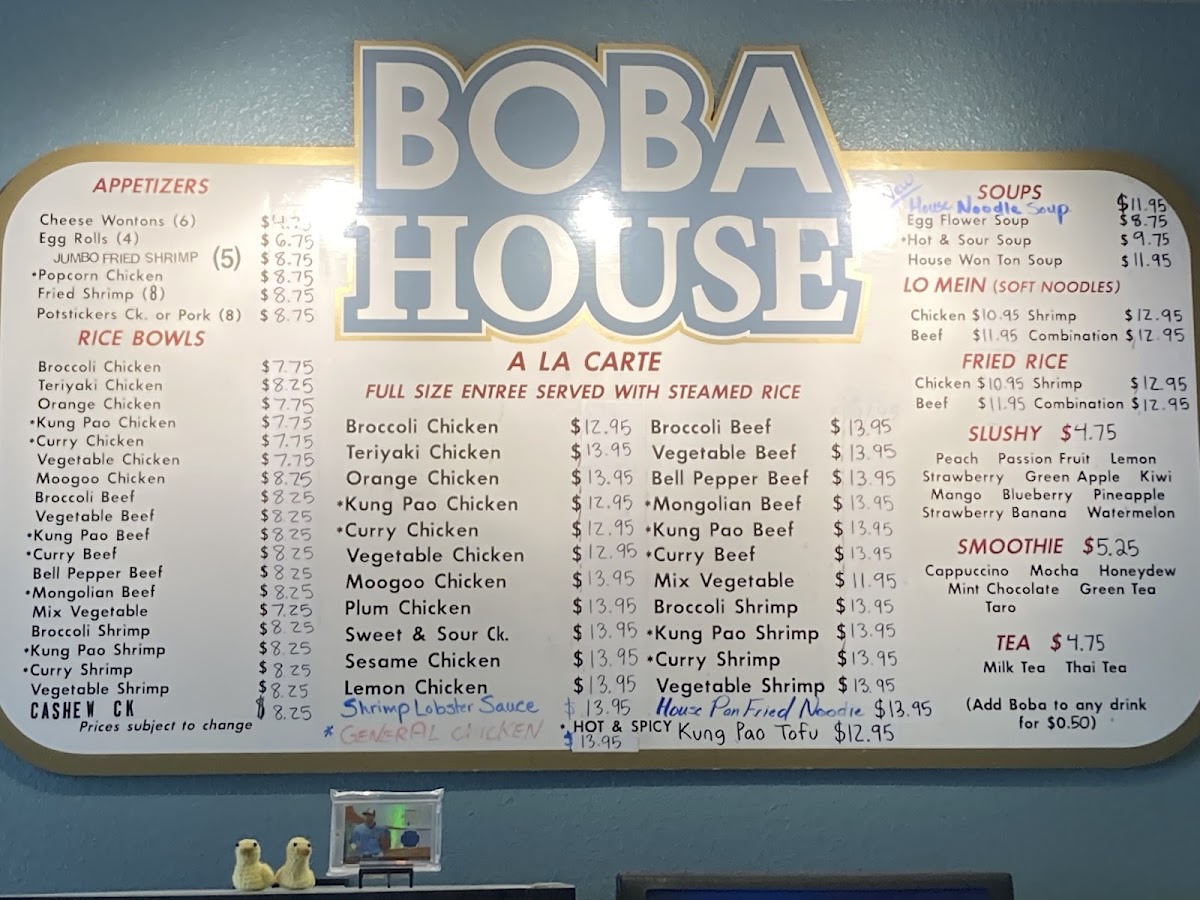 BOBA
HOUSE
APPETIZERS
Cheese Wontons (6)
Egg Rolls (4) $6.75
JUMBO FRIED SHRIMP (5) $8.75
*Popcorn Chicken $8.75
Fried Shrimp (8) $8.75
Potstickers Ck. or Pork (8) $8.75
RICE BOWLS
Broccoli Chicken $7.75
Teriyaki Chicken $8.25
Orange Chicken $7.75
*Kung Pao Chicken $7.75
*Curry Chicken $7.75
Vegetable Chicken $7.75
Moogoo Chicken $8.75
Broccoli Beef $8.25
Vegetable Beef $8.25
*Kung Pao Beef $8.25
*Curry Beef $8.25
Bell Pepper Beef $8.25
*Mongolian Beef $8.25
Mix Vegetable $7.25
Broccoli Shrimp $8.25
*Kung Pao Shrimp $8.25
*Curry Shrimp $8.25
Vegetable Shrimp $8.25
CASHEW CK $8.25
Prices subject to change
A LA CARTE
FULL SIZE ENTREE SERVED WITH STEAMED RICE
Broccoli Chicken $12.95
Teriyaki Chicken $13.95
Orange Chicken $13.95
*Kung Pao Chicken $12.95
*Curry Chicken $12.95
Vegetable Chicken $12.95
Moogoo Chicken $13.95
Plum Chicken $13.95
Sweet & Sour Ck. $13.95
Sesame Chicken $13.95
Lemon Chicken $13.95
Shrimp Lobster Sauce $13.95
* GENERAL CHICKEN $13.95
* HOT & SPICY
Broccoli Beef $13.95
Vegetable Beef $13.95
Bell Pepper Beef $13.95
*Mongolian Beef $13.95
*Kung Pao Beef $13.95
*Curry Beef $13.95
Mix Vegetable $11.95
Broccoli Shrimp $13.95
*Kung Pao Shrimp $13.95
*Curry Shrimp $13.95
Vegetable Shrimp $13.95
House Pan Fried Noodle $13.95
Kung Pao Tofu $12.95
SOUPS
New House Noodle Soup $11.95
Egg Flower Soup $8.75
*Hot & Sour Soup $9.75
House Won Ton Soup $11.95
LO MEIN (SOFT NOODLES)
Chicken $10.95 Shrimp $12.95
Beef $11.95 Combination $12.95
FRIED RICE
Chicken $10.95 Shrimp $12.95
Beef $11.95 Combination $12.95
SLUSHY $4.75
Peach Passion Fruit Lemon
Strawberry Green Apple Kiwi
Mango Blueberry Pineapple
Strawberry Banana Watermelon
SMOOTHIE $5.25
Cappuccino Mocha Honeydew
Mint Chocolate Green Tea
Taro
TEA $4.75
Milk Tea Thai Tea
(Add Boba to any drink
for $0.50)